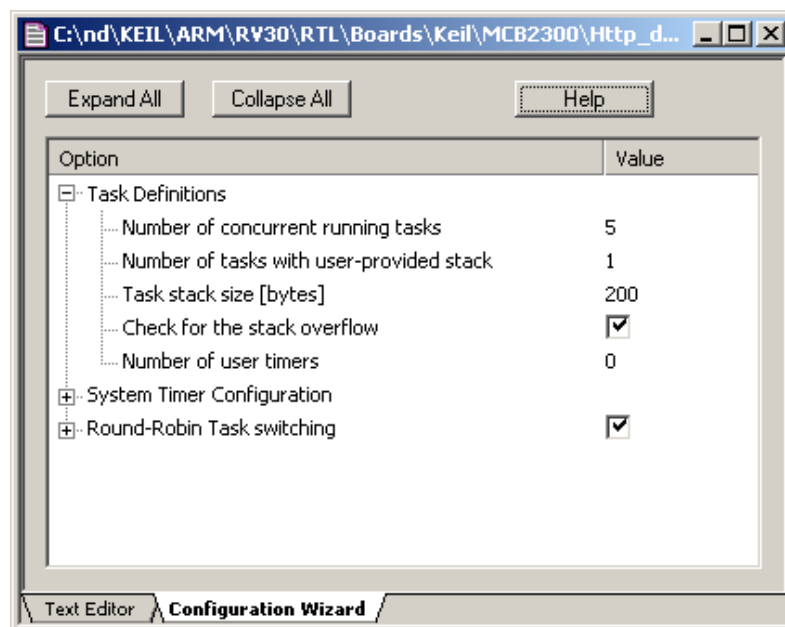 C:\nd\KEIL\ARM\RV30\RTL\Boards\Keil\MCB2300\Http_d...
Expand All Collapse All Help
Option Value
Task Definitions
Number of concurrent running tasks 5
Number of tasks with user-provided stack 1
Task stack size [bytes] 200
Check for the stack overflow
Number of user timers 0
System Timer Configuration
Round-Robin Task switching
Text Editor Configuration Wizard